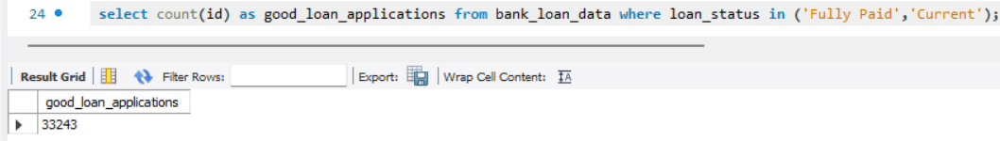 24 select count(id) as good_loan_applications from bank_loan_data where loan_status in ('Fully Paid','Current');
Result Grid Filter Rows: Export: Wrap Cell Content: IA
good_loan_applications
33243